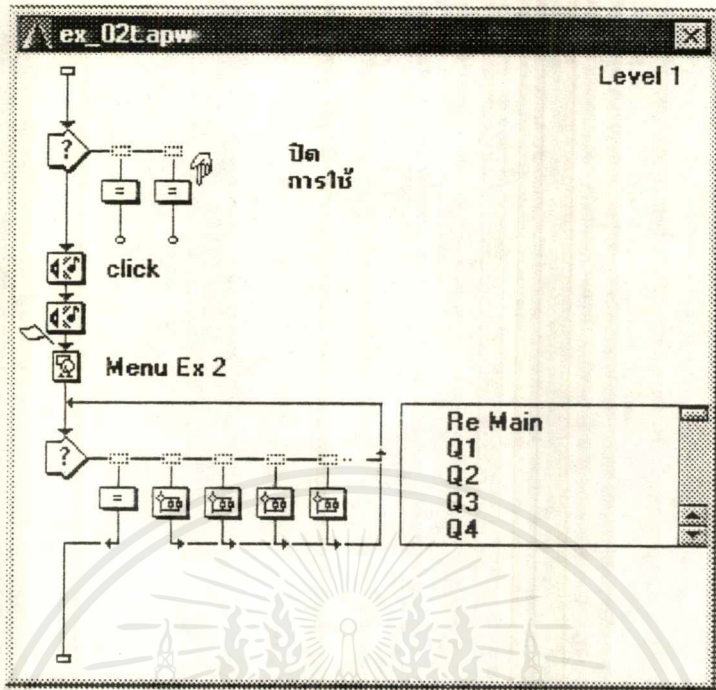 ex_02t.apw
Level 1
?
ปิด
= =
การใช้
click
Menu Ex 2
Re Main
Q1
?
Q2
Q3
=
Q4